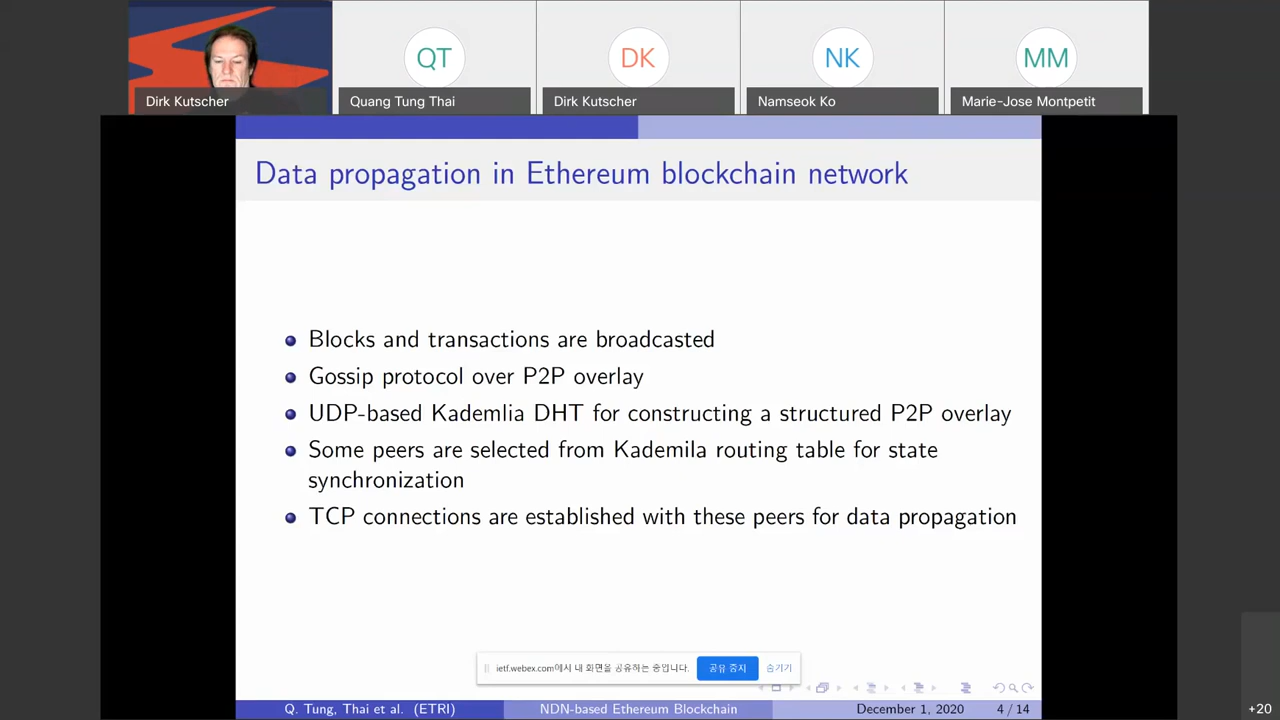 QT
DK
NK
MM
Dirk Kutscher
Quang Tung Thai
Dirk Kutscher
Namseok Ko
Marie-Jose Montpetit
Data propagation in Ethereum blockchain network
Blocks and transactions are broadcasted
Gossip protocol over P2P overlay
UDP-based Kademlia DHT for constructing a structured P2P overlay
Some peers are selected from Kademila routing table for state
synchronization
TCP connections are established with these peers for data propagation
ietf.webex.com에서 내 화면을 공유하는 중입니다.
공유 중지
숨기기
Q. Tung, Thai et al. (ETRI)
NDN-based Ethereum Blockchain
December 1, 2020
4 / 14
+20